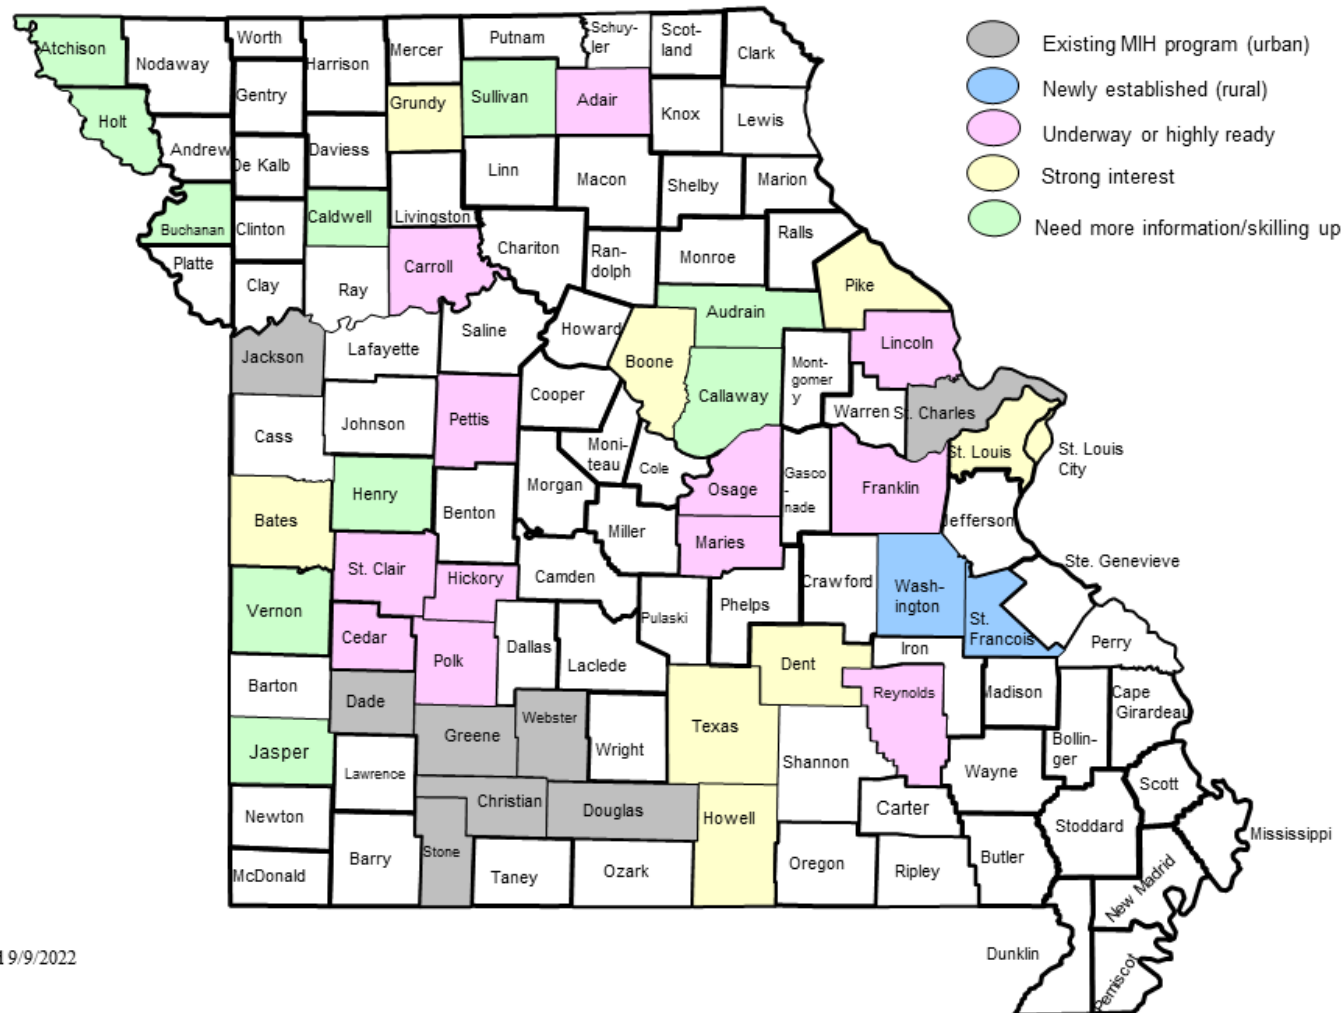 Existing MIH program (urban)
Newly established (rural)
Underway or highly ready
Strong interest
Need more information/skilling up
Atchison
Nodaway
Worth
Harrison
Mercer
Putnam
Schuy-
ler
Scot-
land
Clark
Gentry
Grundy
Sullivan
Adair
Knox
Lewis
Holt
Andrew
De Kalb
Daviess
Linn
Macon
Shelby
Marion
Buchanan
Clinton
Caldwell
Livingston
Chariton
Ran-
dolph
Monroe
Ralls
Platte
Clay
Ray
Carroll
Saline
Howard
Audrain
Pike
Jackson
Lafayette
Boone
Callaway
Mont-
gomer
y
Lincoln
Warren
St. Charles
St. Louis
St. Louis
City
Cass
Johnson
Pettis
Cooper
Moni-
teau
Cole
Osage
Gasco
-
nade
Franklin
Jefferson
Bates
Henry
Benton
Morgan
Miller
Maries
St. Clair
Hickory
Camden
Pulaski
Phelps
Crawford
Wash-
ington
St.
Francois
Ste. Genevieve
Perry
Vernon
Cedar
Polk
Dallas
Laclede
Dent
Iron
Reynolds
Madison
Cape
Girardeau
Barton
Dade
Greene
Webster
Wright
Texas
Shannon
Wayne
Bollin-
ger
Jasper
Lawrence
Christian
Douglas
Howell
Carter
Stoddard
Scott
Mississippi
Newton
Barry
Stone
Taney
Ozark
Oregon
Ripley
Butler
New Madrid
McDonald
Dunklin
Pemiscot
19/9/2022